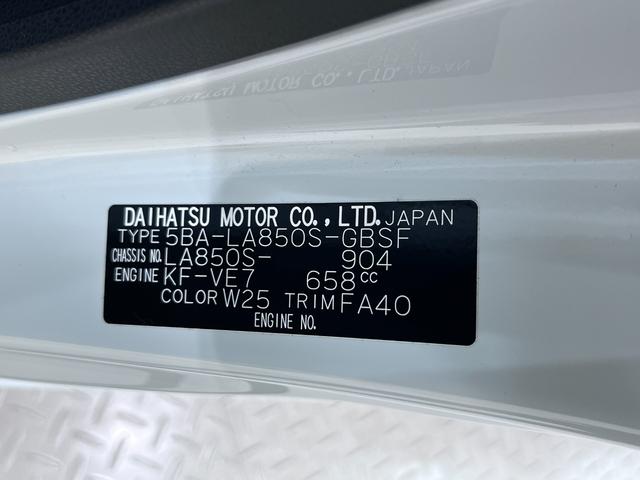 DAIHATSU MOTOR CO., LTD. JAPAN
TYPE 5BA-LA850S-GBSF
CHASSIS NO. LA850S- 904
ENGINE KF-VE7 658cc
COLOR W25 TRIM FA40
ENGINE NO.